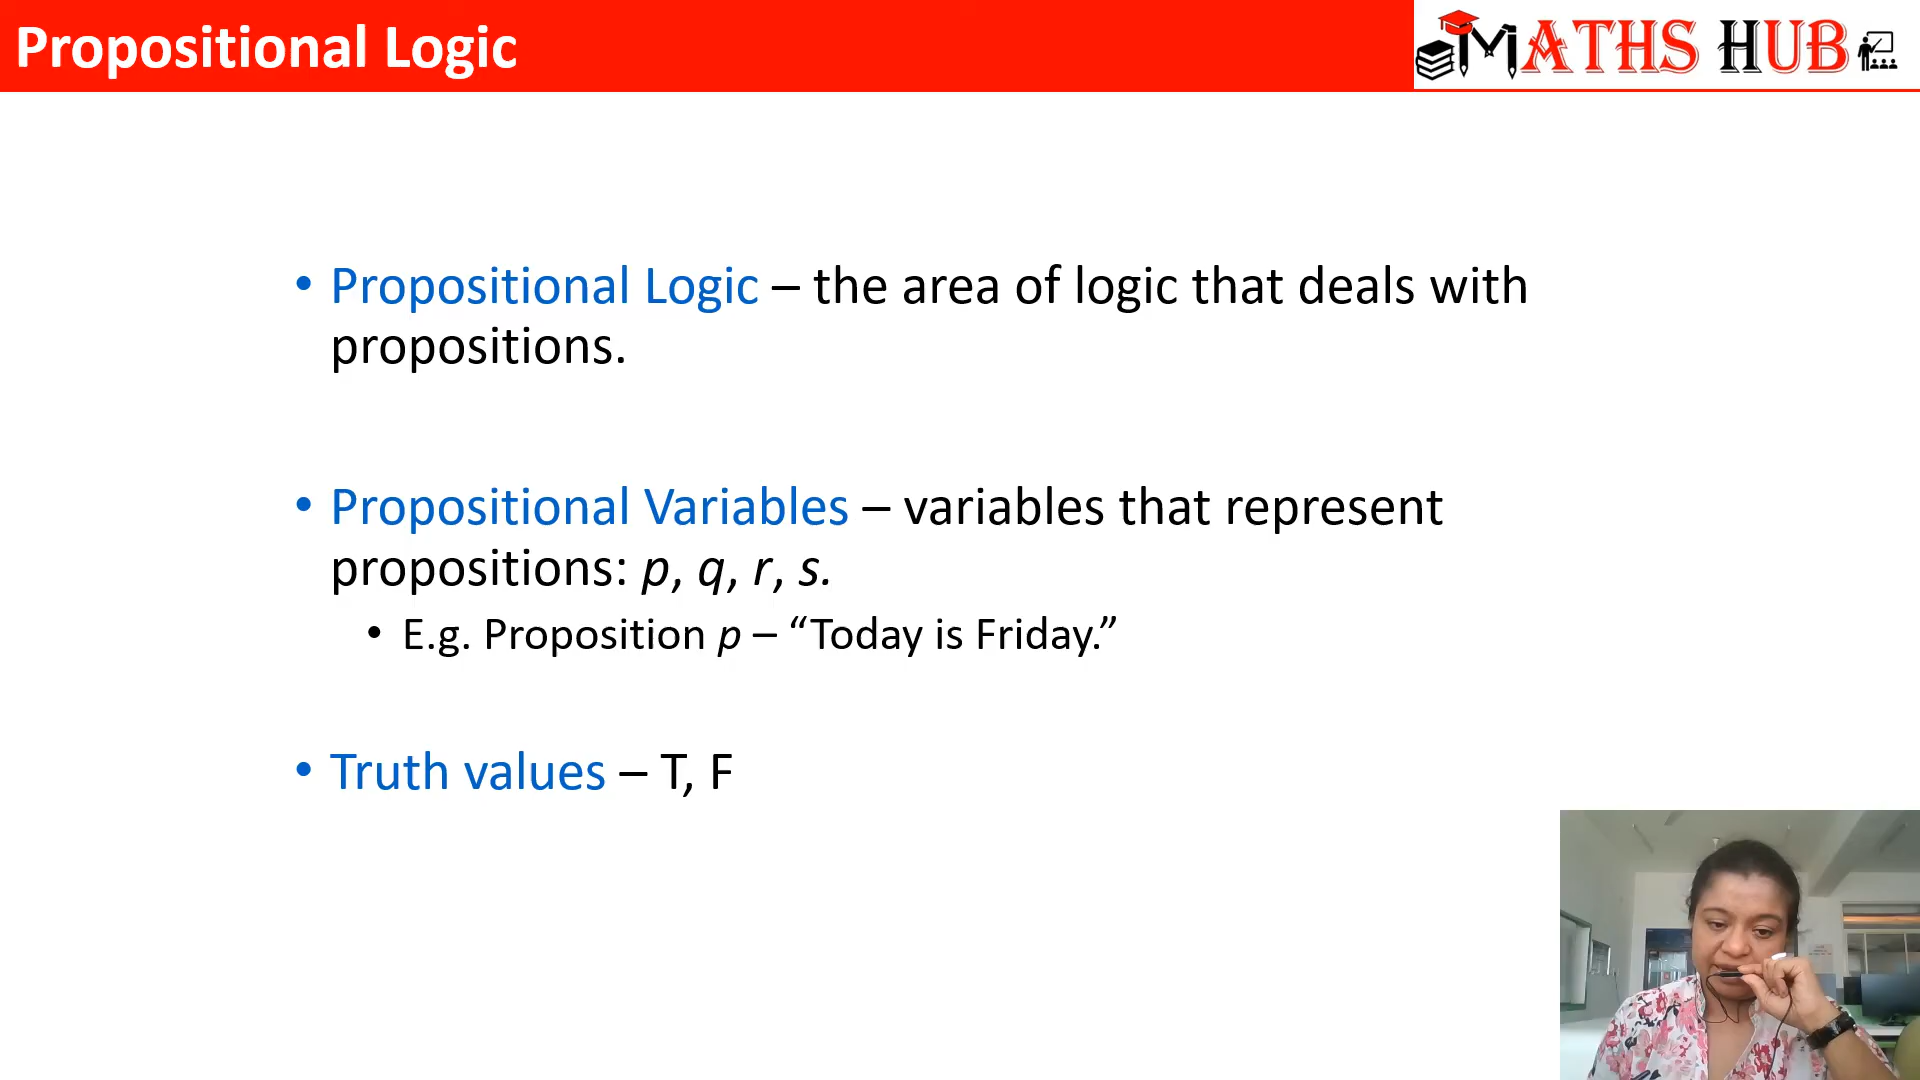 Propositional Logic
MATHS HUB
• Propositional Logic – the area of logic that deals with
propositions.
• Propositional Variables – variables that represent
propositions: p, q, r, s.
• E.g. Proposition p – “Today is Friday.”
• Truth values – T, F